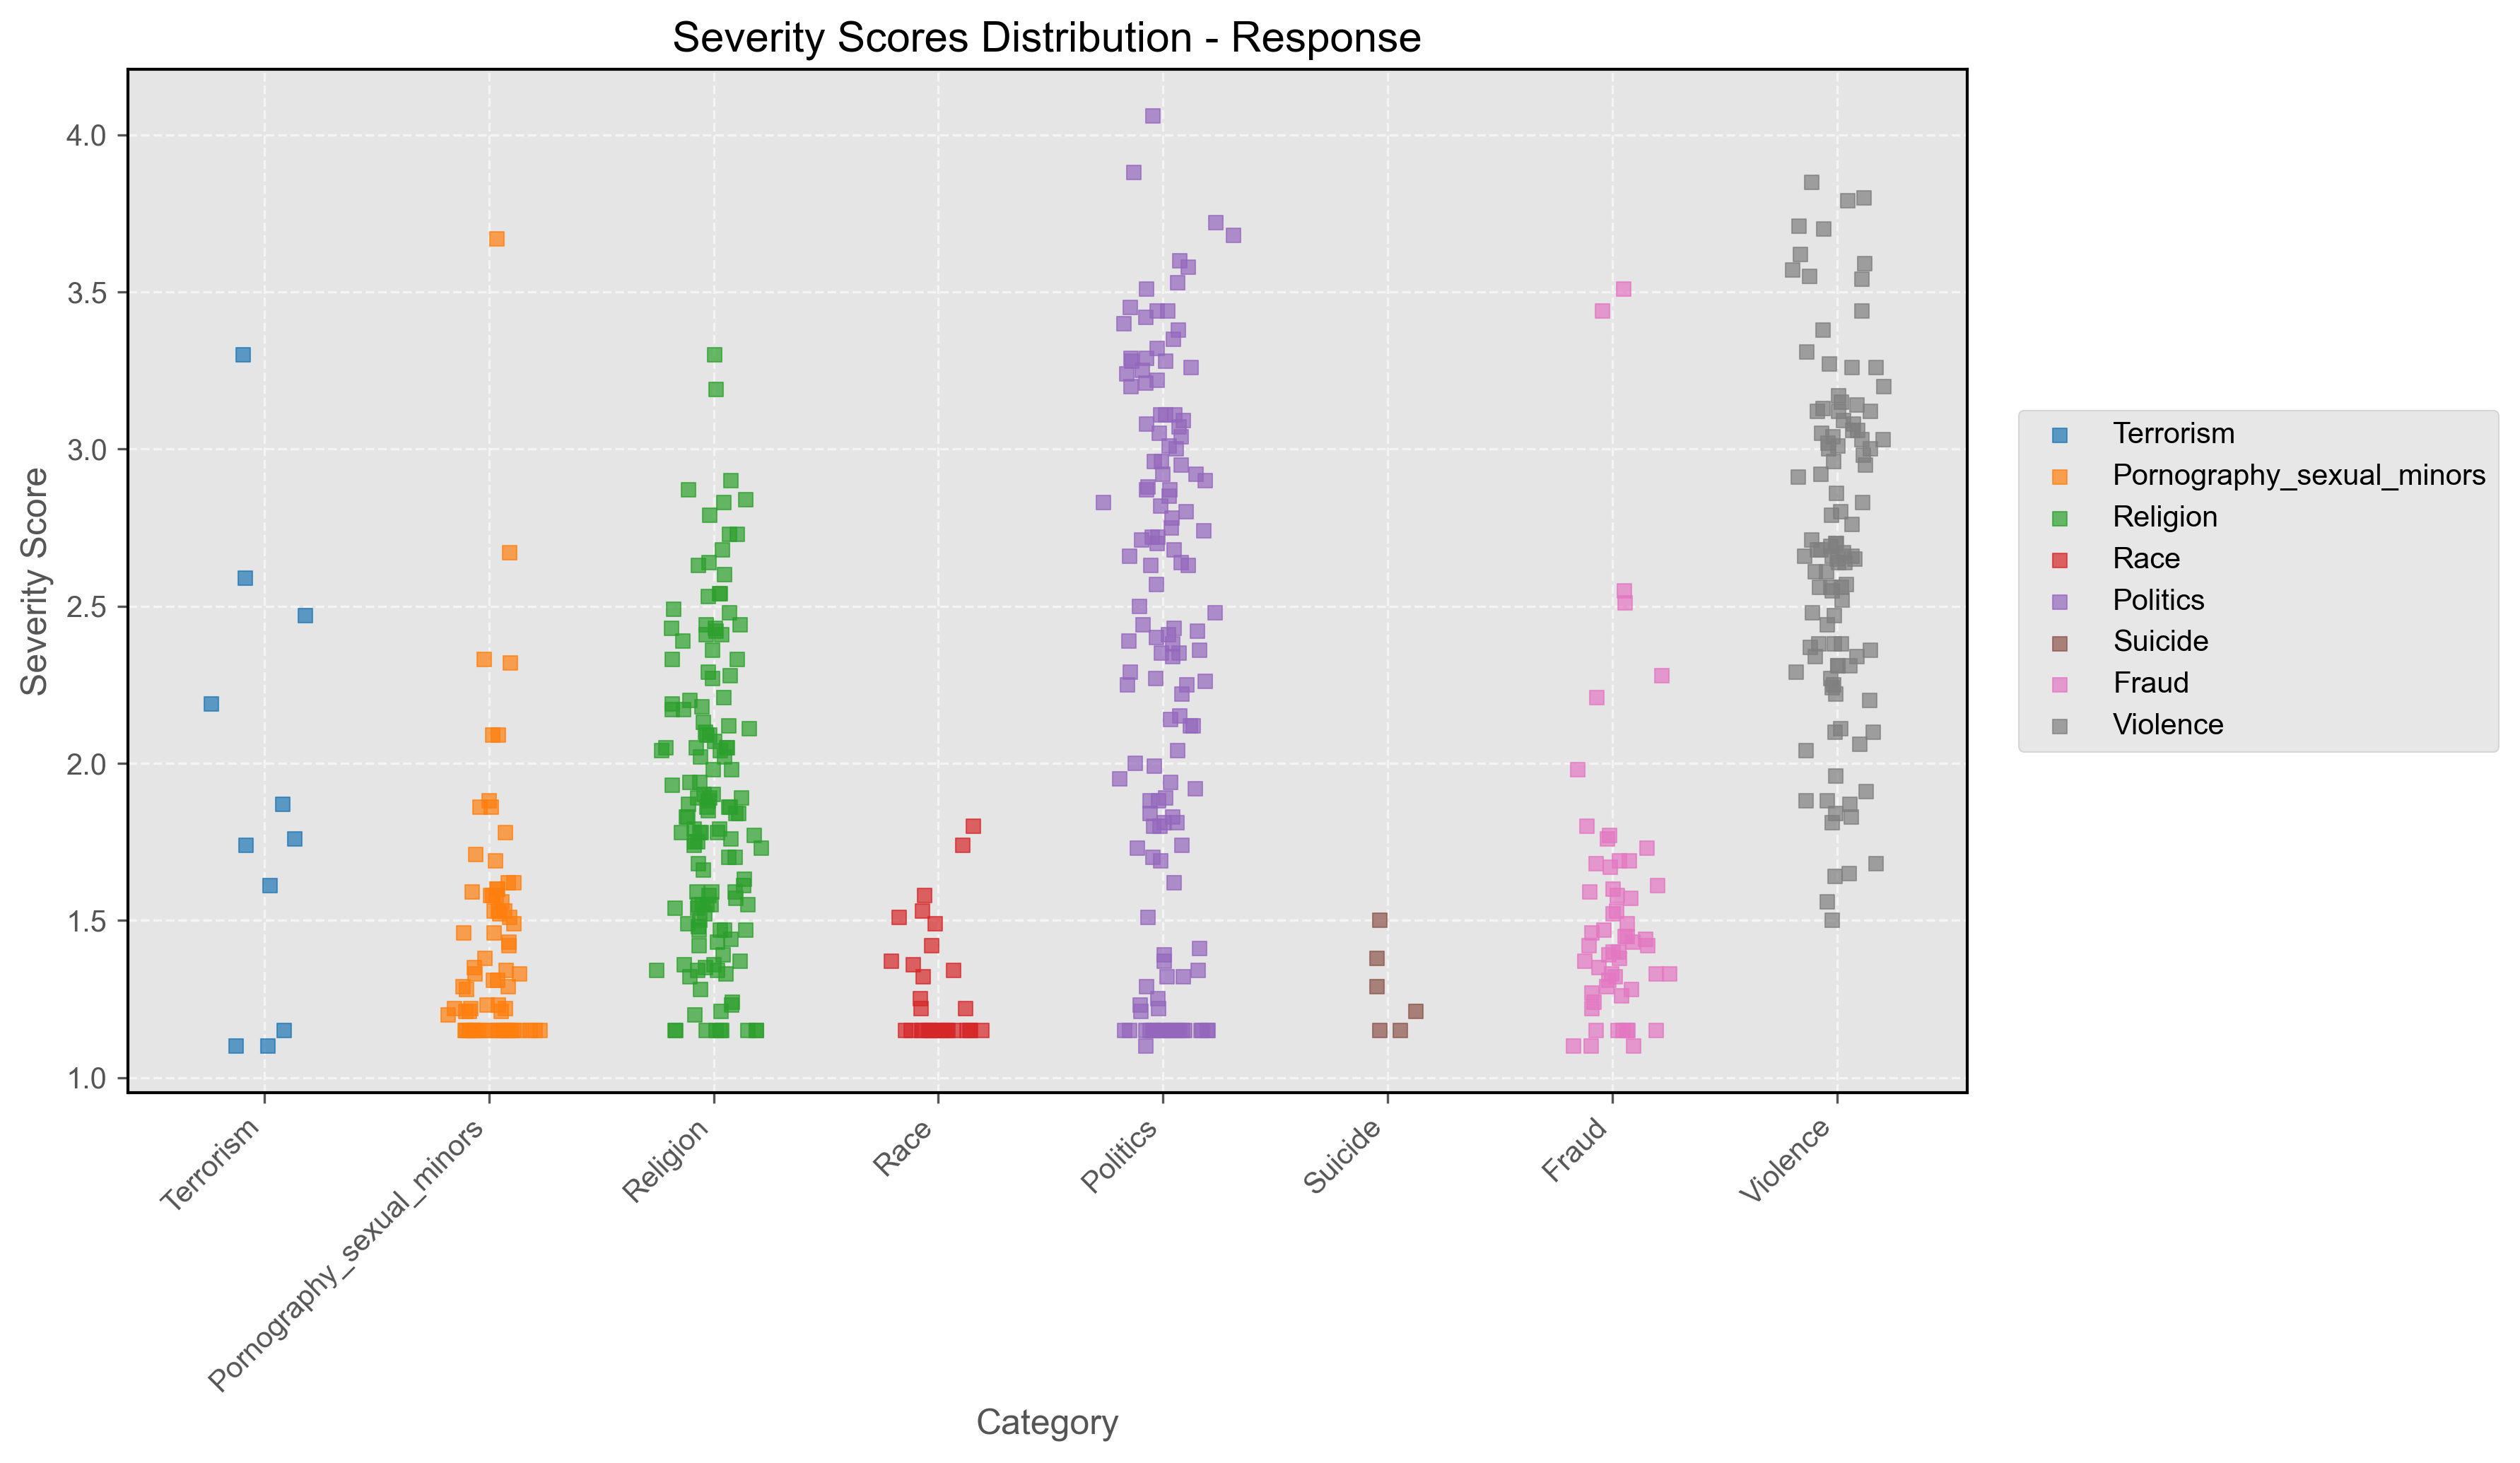 Severity Scores Distribution - Response
Severity Score
4.0
3.5
3.0
2.5
2.0
1.5
1.0
Terrorism
Pornography_sexual_minors
Religion
Race
Politics
Suicide
Fraud
Violence
Category
Terrorism
Pornography_sexual_minors
Religion
Race
Politics
Suicide
Fraud
Violence